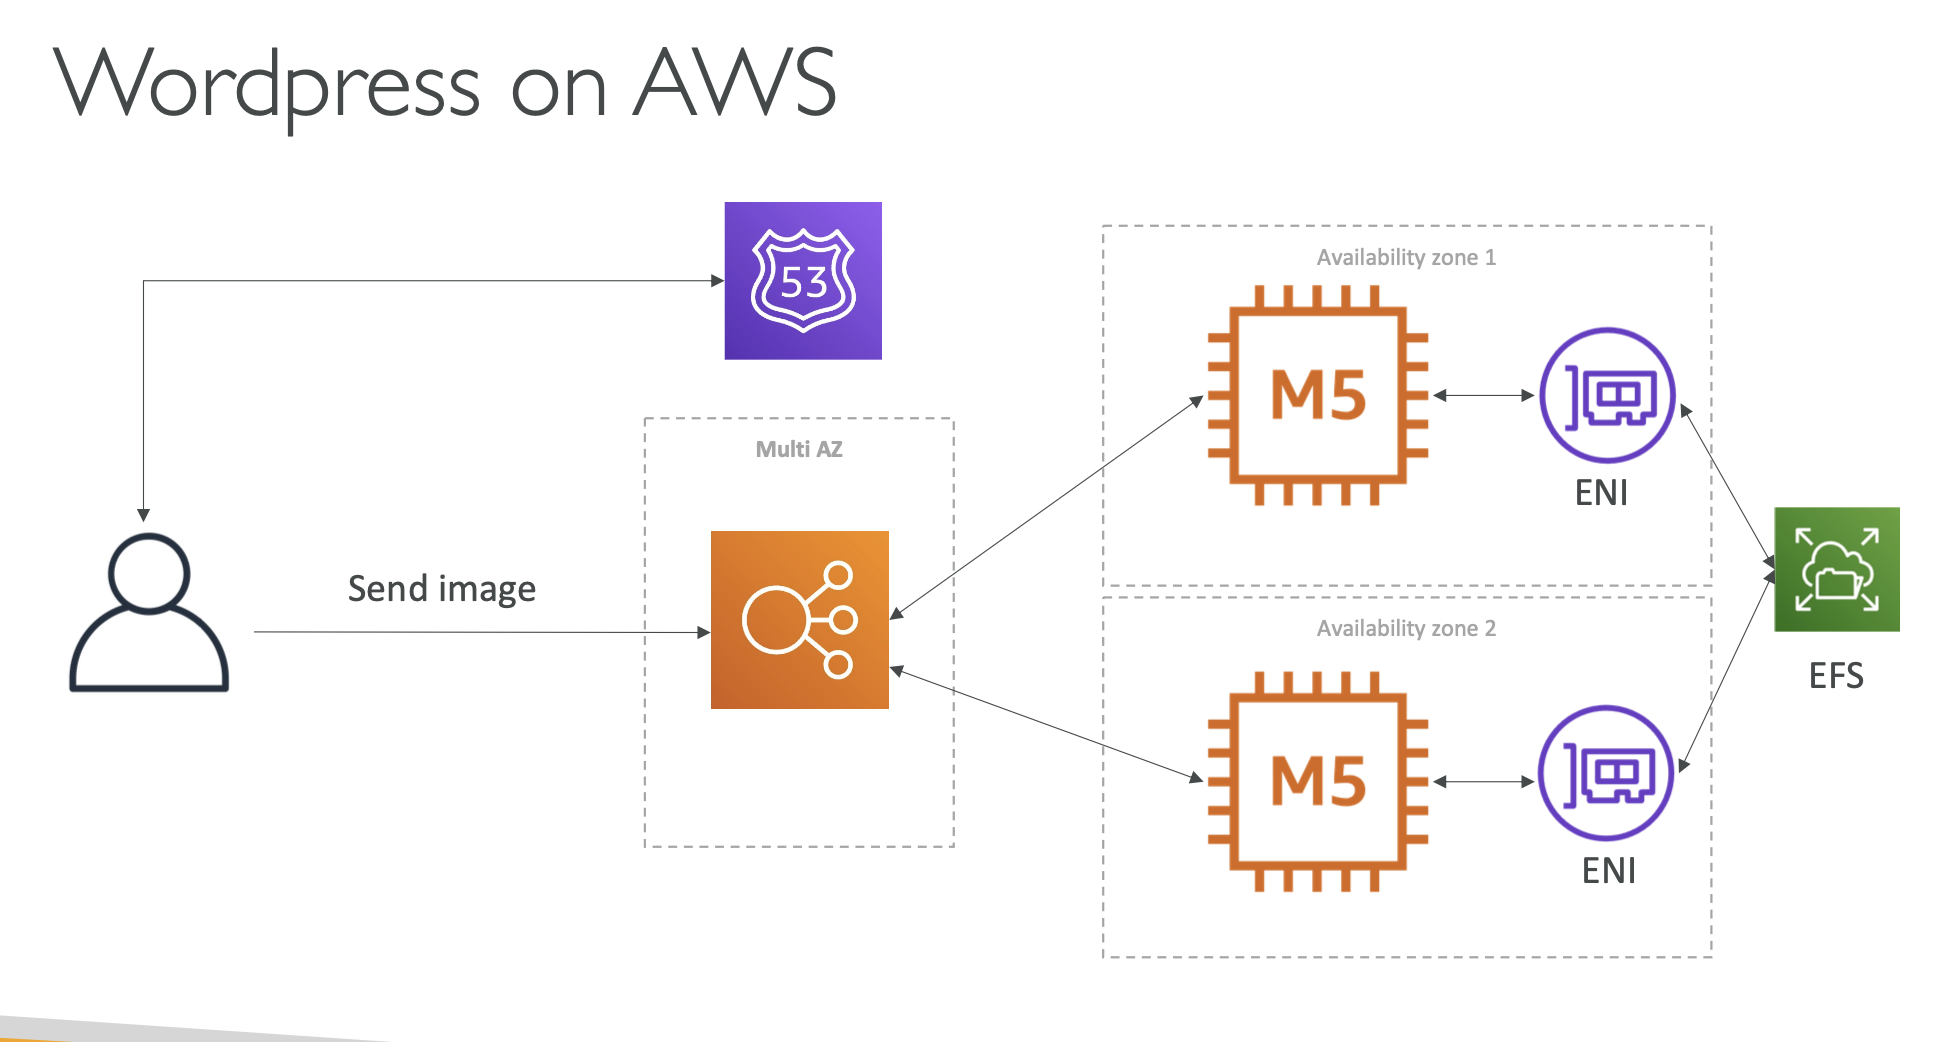 Wordpress on AWS
53
Availability zone 1
M5
ENI
Multi AZ
Send image
EFS
Availability zone 2
M5
ENI